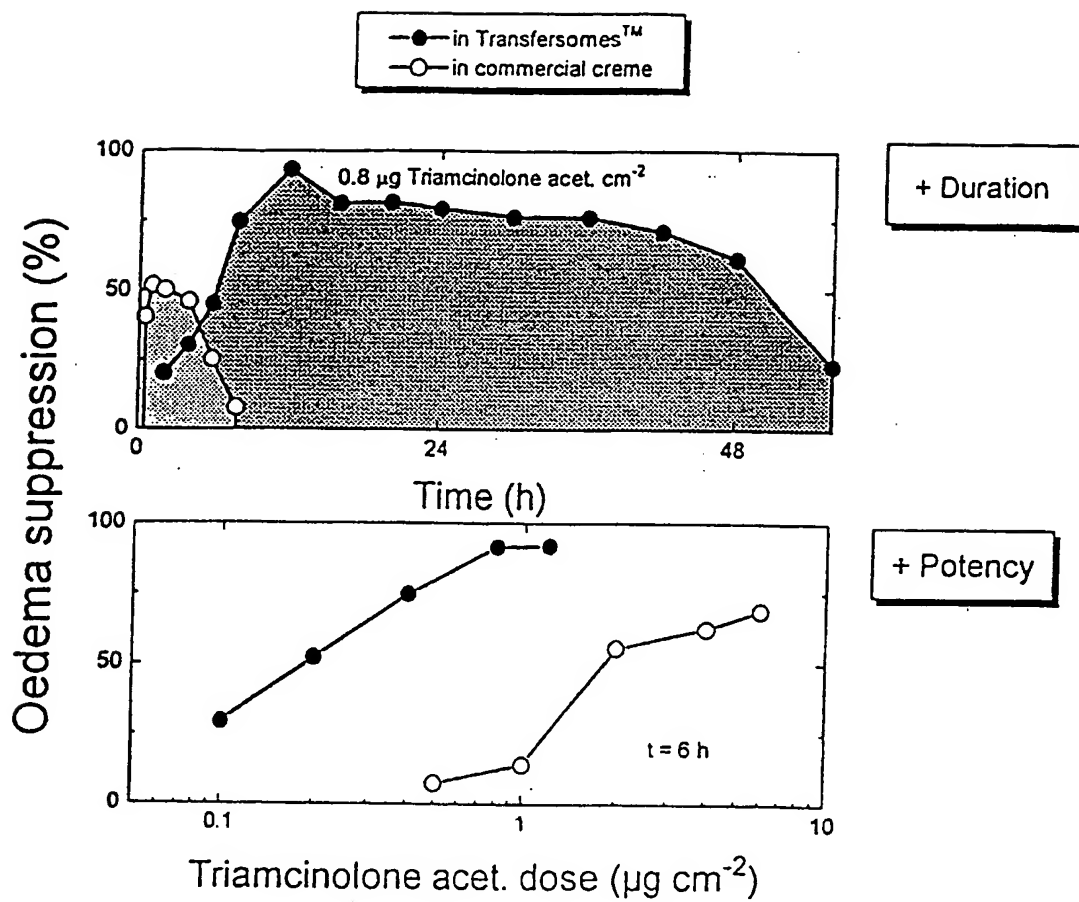 in Transfersomes™
in commercial creme
100
50
0
0.8 µg Triamcinolone acet. cm⁻²
0
24
48
Time (h)
+ Duration
Oedema suppression (%)
100
50
0
t = 6 h
0.1
1
10
Triamcinolone acet. dose (µg cm⁻²)
+ Potency